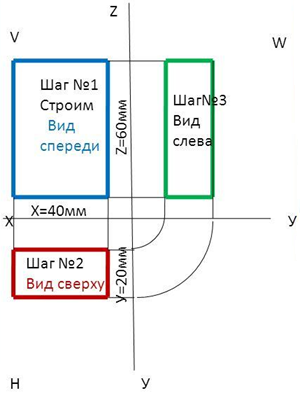 Z
V
W
Шаг №1
Строим
Вид
спереди
Z=60мм
Шаг№3
Вид
слева
X=40мм
X
У
Шаг №2
Вид сверху
У=20мм
Н
У